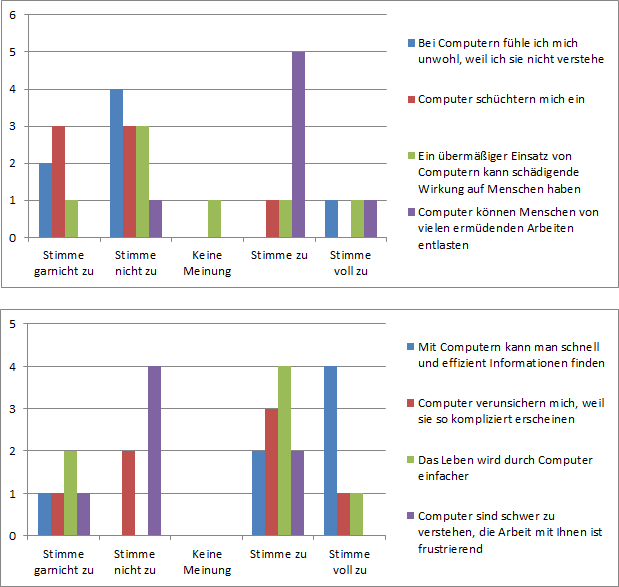 6
5
4
3
2
1
0
Stimme
garnicht zu
Stimme
nicht zu
Keine
Meinung
Stimme zu
Stimme
voll zu
Bei Computern fühle ich mich
unwohl, weil ich sie nicht verstehe
Computer schüchtern mich ein
Ein übermäßiger Einsatz von
Computern kann schädigende
Wirkung auf Menschen haben
Computer können Menschen von
vielen ermüdenden Arbeiten
entlasten
5
4
3
2
1
0
Stimme
garnicht zu
Stimme
nicht zu
Keine
Meinung
Stimme zu
Stimme
voll zu
Mit Computern kann man schnell
und effizient Informationen finden
Computer verunsichern mich, weil
sie so kompliziert erscheinen
Das Leben wird durch Computer
einfacher
Computer sind schwer zu
verstehen, die Arbeit mit Ihnen ist
frustrierend